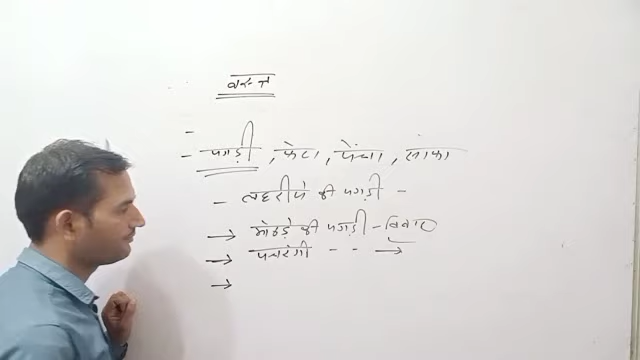 वस्त्र
- पगड़ी, फेटा, पेंचा, साफा
- लहरीये की पगड़ी -
→ मोठड़े की पगड़ी - विवाह
→ पचरंगी - - →
→